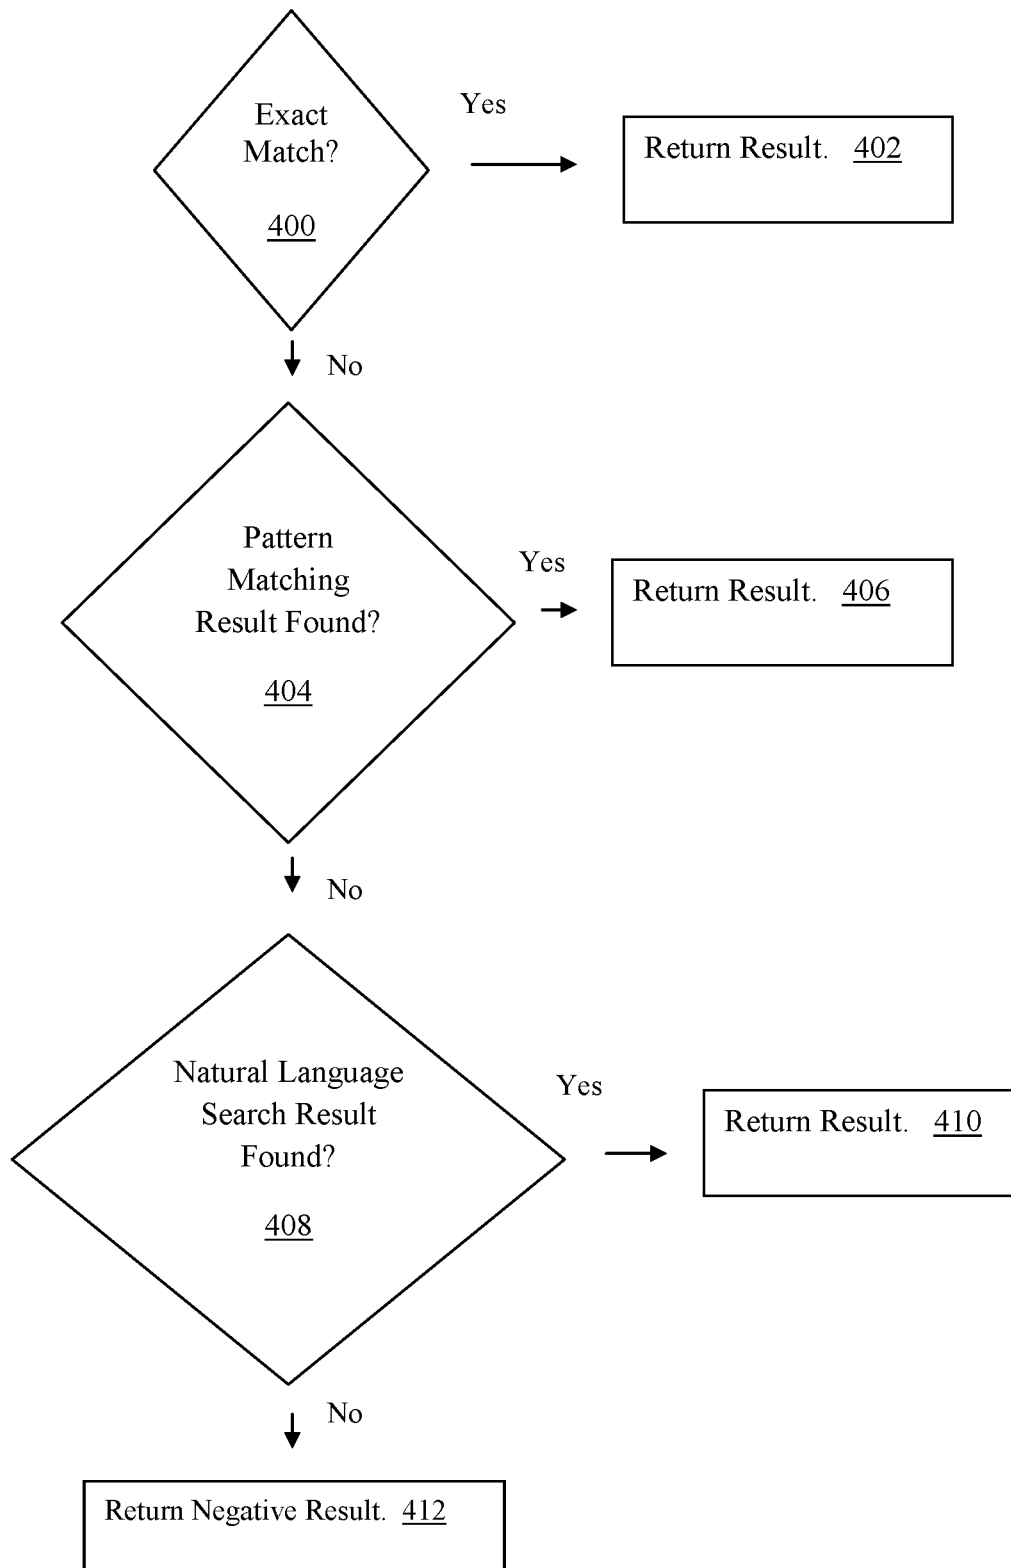 Exact
Match?
400
Yes
Return Result. 402
No
Pattern
Matching
Result Found?
404
Yes
Return Result. 406
No
Natural Language
Search Result
Found?
408
Yes
Return Result. 410
No
Return Negative Result. 412